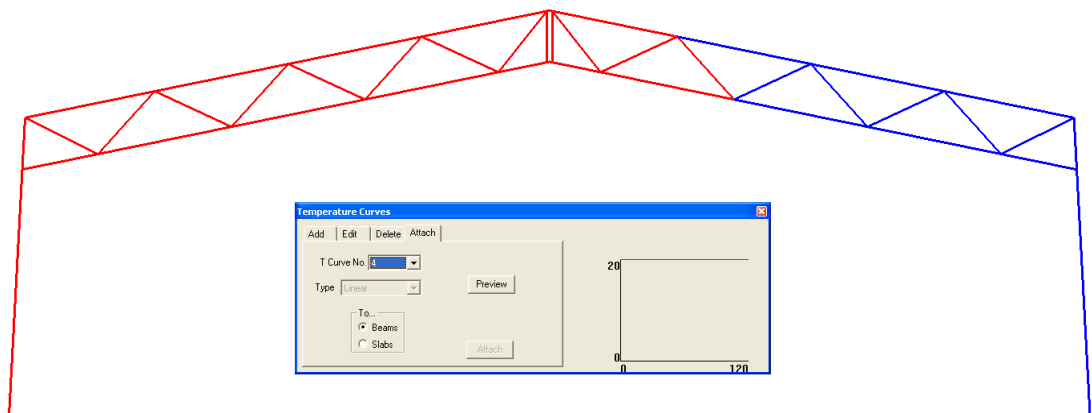 Temperature Curves
Add Edit Delete Attach
T Curve No. 4
Type Linear
Preview
To...
Beams
Slabs
Attach
20
0
0 120